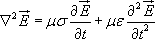 ∇²E⃗ = μσ ∂E⃗/∂t + με ∂²E⃗/∂t²